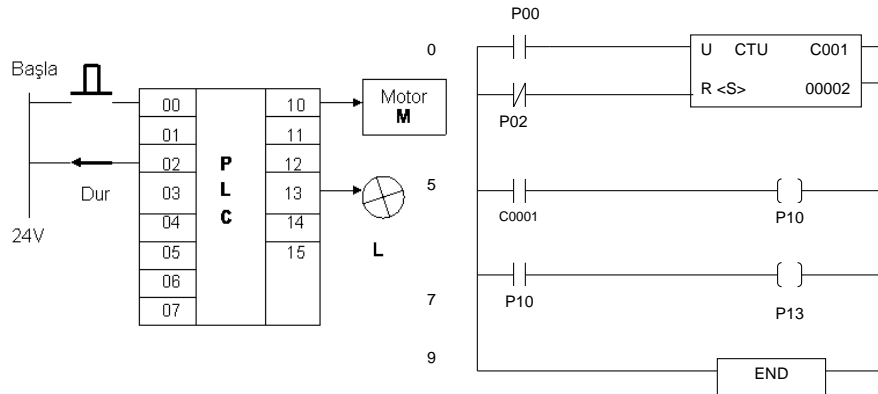 Başla
24V
Dur
00
01
02
03
04
05
06
07
P
L
C
10
11
12
13
14
15
Motor
M
L
0
P00
U CTU C001
R <S> 00002
P02
5
C0001
P10
7
P10
P13
9
END